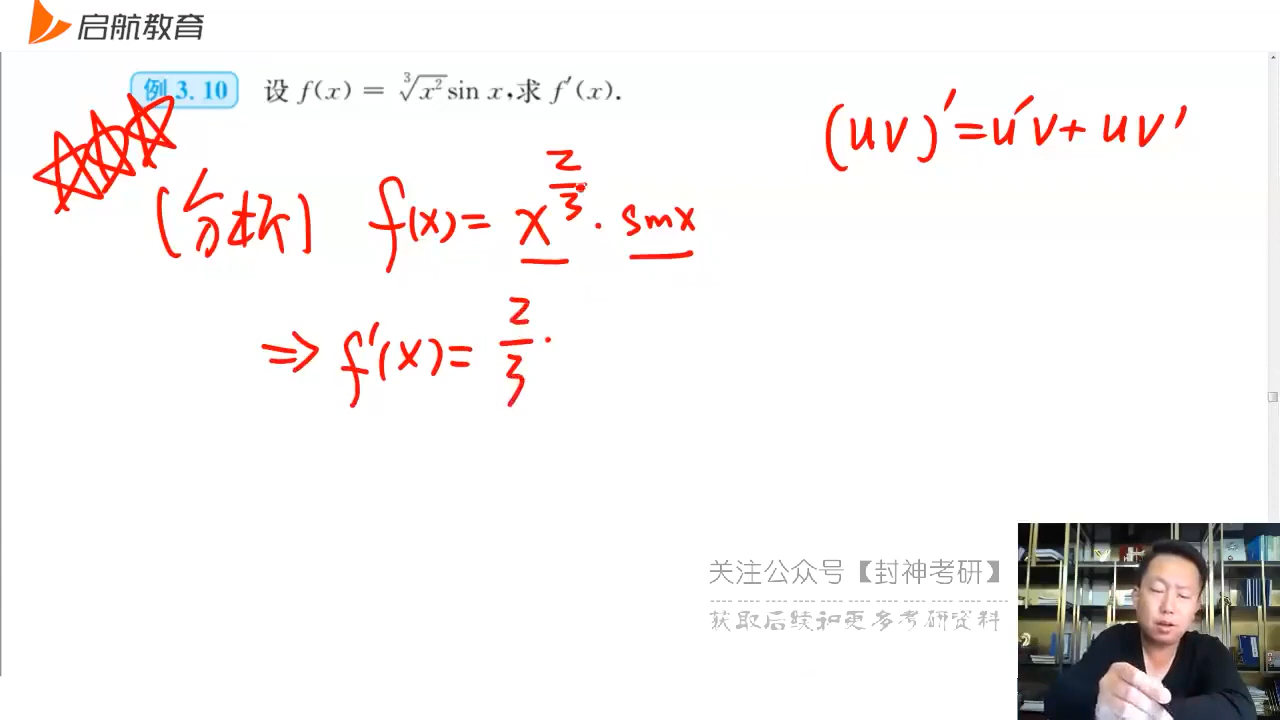 启航教育
例 3.10 设 f(x) = ∛x² sin x,求 f′(x).
(uv)′=u′v+uv′
(分析] f(x)= x^(2/3) · sinx
⇒ f′(x)= 2/3 ·
关注公众号【封神考研】
获取后续和更多考研资料